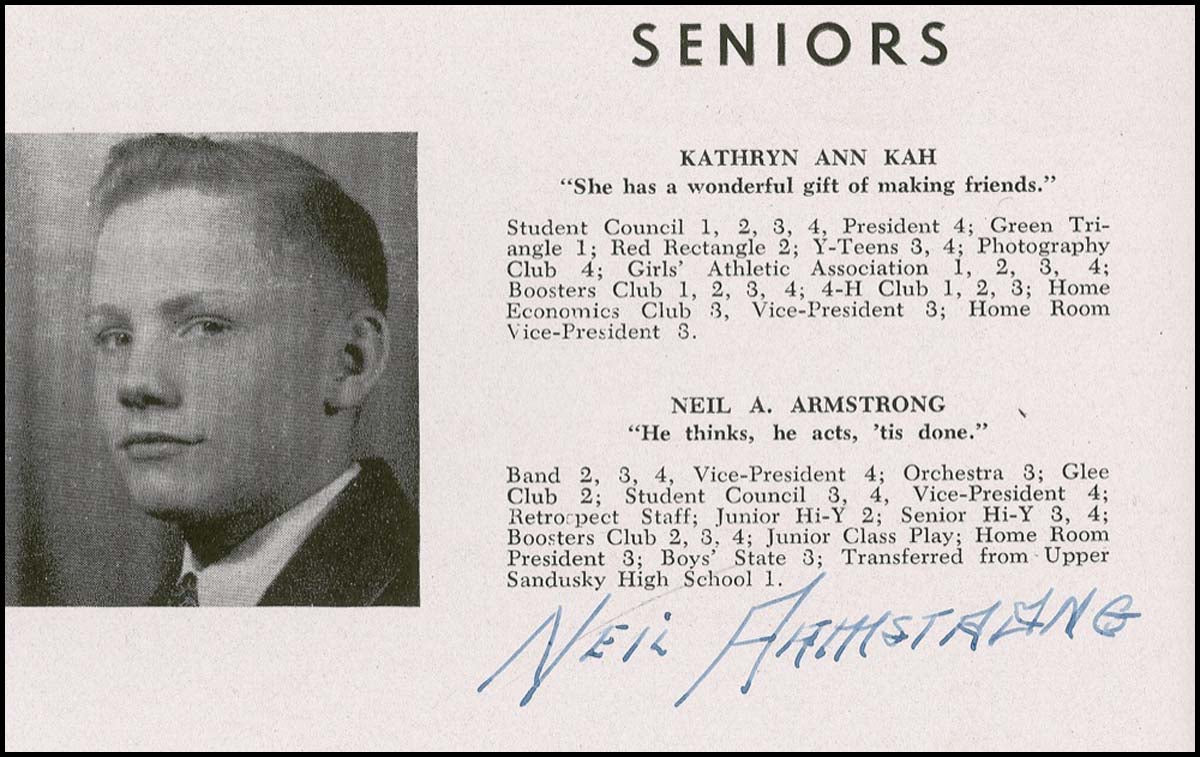 SENIORS
KATHRYN ANN KAH
“She has a wonderful gift of making friends.”
Student Council 1, 2, 3, 4, President 4; Green Tri-
angle 1; Red Rectangle 2; Y-Teens 3, 4; Photography
Club 4; Girls’ Athletic Association 1, 2, 3, 4;
Boosters Club 1, 2, 3, 4; 4-H Club 1, 2, 3; Home
Economics Club 3, Vice-President 3; Home Room
Vice-President 3.
NEIL A. ARMSTRONG
“He thinks, he acts, ’tis done.”
Band 2, 3, 4, Vice-President 4; Orchestra 3; Glee
Club 2; Student Council 3, 4, Vice-President 4;
Retrospect Staff; Junior Hi-Y 2; Senior Hi-Y 3, 4;
Boosters Club 2, 3, 4; Junior Class Play; Home Room
President 3; Boys’ State 3; Transferred from Upper
Sandusky High School 1.
NEIL ARMSTRONG